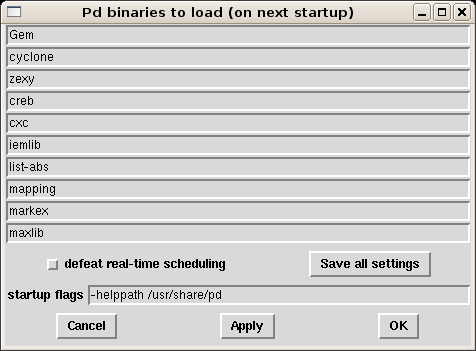 Pd binaries to load (on next startup)
Gem
cyclone
zexy
creb
cxc
iemlib
list-abs
mapping
markex
maxlib
defeat real-time scheduling
Save all settings
startup flags
-helppath /usr/share/pd
Cancel
Apply
OK